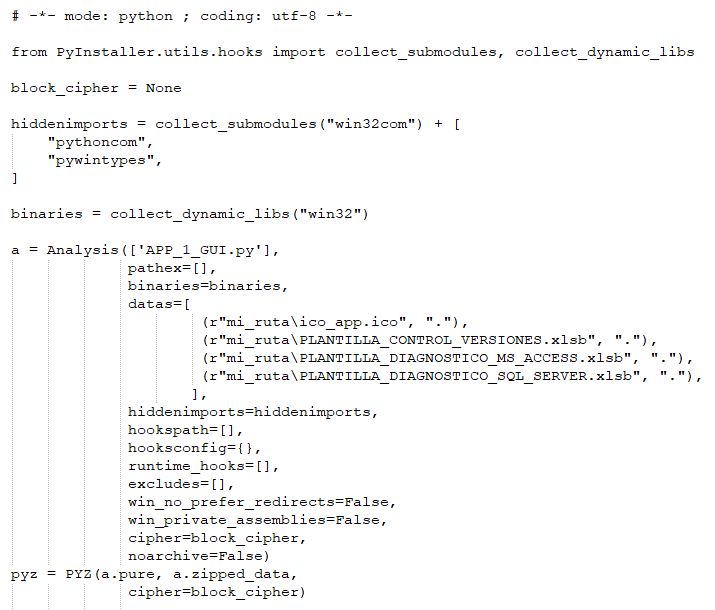 # -*- mode: python ; coding: utf-8 -*-
from PyInstaller.utils.hooks import collect_submodules, collect_dynamic_libs
block_cipher = None
hiddenimports = collect_submodules("win32com") + [
    "pythoncom",
    "pywintypes",
]
binaries = collect_dynamic_libs("win32")
a = Analysis(['APP_1_GUI.py'],
             pathex=[],
             binaries=binaries,
             datas=[
                     (r"mi_ruta\ico_app.ico", "."),
                     (r"mi_ruta\PLANTILLA_CONTROL_VERSIONES.xlsb", "."),
                     (r"mi_ruta\PLANTILLA_DIAGNOSTICO_MS_ACCESS.xlsb", "."),
                     (r"mi_ruta\PLANTILLA_DIAGNOSTICO_SQL_SERVER.xlsb", "."),
                    ],
             hiddenimports=hiddenimports,
             hookspath=[],
             hooksconfig={},
             runtime_hooks=[],
             excludes=[],
             win_no_prefer_redirects=False,
             win_private_assemblies=False,
             cipher=block_cipher,
             noarchive=False)
pyz = PYZ(a.pure, a.zipped_data,
             cipher=block_cipher)